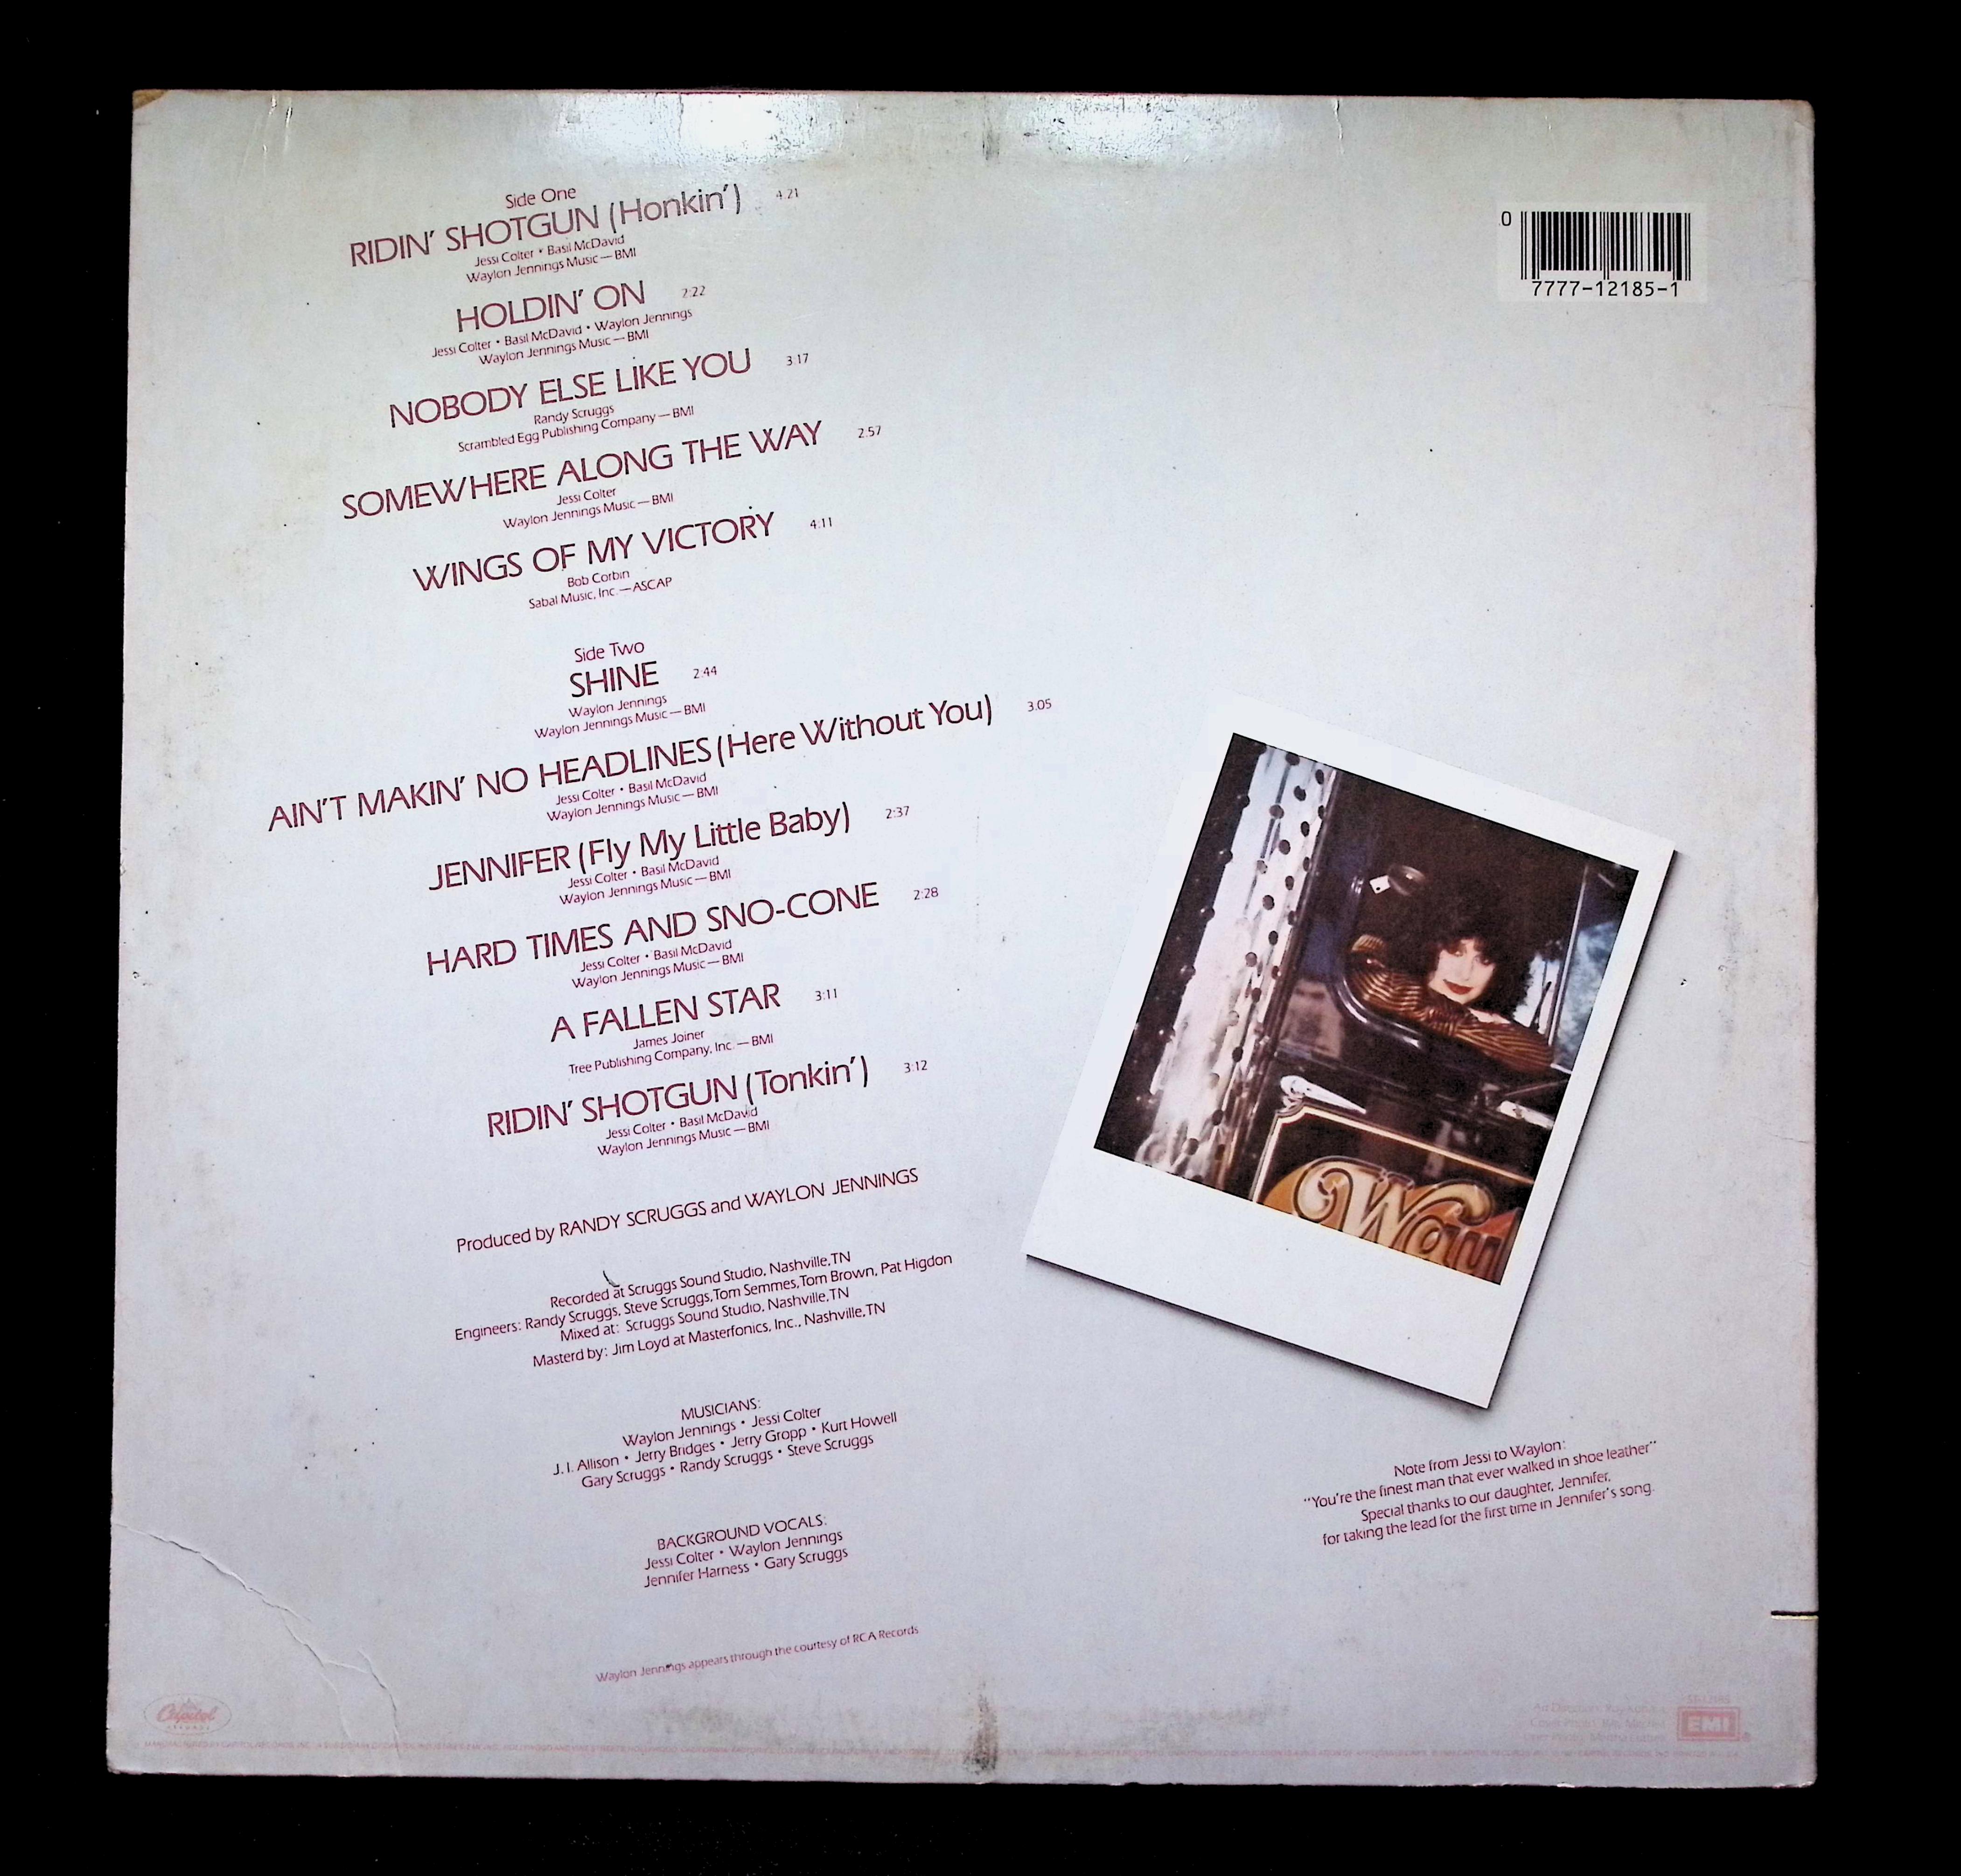 Side One
RIDIN' SHOTGUN (Honkin') 4:21
Jessi Colter • Basil McDavid
Waylon Jennings Music — BMI
HOLDIN' ON 2:22
Jessi Colter • Basil McDavid • Waylon Jennings
Waylon Jennings Music — BMI
NOBODY ELSE LIKE YOU 3:17
Randy Scruggs
Scrambled Egg Publishing Company — BMI
SOMEWHERE ALONG THE WAY 2:57
Jessi Colter
Waylon Jennings Music — BMI
WINGS OF MY VICTORY 4:11
Bob Corbin
Sabal Music, Inc. — ASCAP
Side Two
SHINE 2:44
Waylon Jennings
Waylon Jennings Music — BMI
AIN'T MAKIN' NO HEADLINES (Here Without You) 3:05
Jessi Colter • Basil McDavid
Waylon Jennings Music — BMI
JENNIFER (Fly My Little Baby) 2:37
Jessi Colter • Basil McDavid
Waylon Jennings Music — BMI
HARD TIMES AND SNO-CONE 2:28
Jessi Colter • Basil McDavid
Waylon Jennings Music — BMI
A FALLEN STAR 3:11
James Joiner
Tree Publishing Company, Inc. — BMI
RIDIN' SHOTGUN (Tonkin') 3:12
Jessi Colter • Basil McDavid
Waylon Jennings Music — BMI
Produced by RANDY SCRUGGS and WAYLON JENNINGS
Recorded at Scruggs Sound Studio, Nashville, TN
Engineers: Randy Scruggs, Steve Scruggs, Tom Semmes, Tom Brown, Pat Higdon
Mixed at: Scruggs Sound Studio, Nashville, TN
Masterd by: Jim Loyd at Masterfonics, Inc., Nashville, TN
MUSICIANS:
Waylon Jennings • Jessi Colter
J. I. Allison • Jerry Bridges • Jerry Gropp • Kurt Howell
Gary Scruggs • Randy Scruggs • Steve Scruggs
BACKGROUND VOCALS:
Jessi Colter • Waylon Jennings
Jennifer Harness • Gary Scruggs
Waylon Jennings appears through the courtesy of RCA Records
Capitol
RECORDS
0
7777-12185-1
Way
Note from Jessi to Waylon:
"You're the finest man that ever walked in shoe leather"
Special thanks to our daughter, Jennifer,
for taking the lead for the first time in Jennifer's song.
EMI